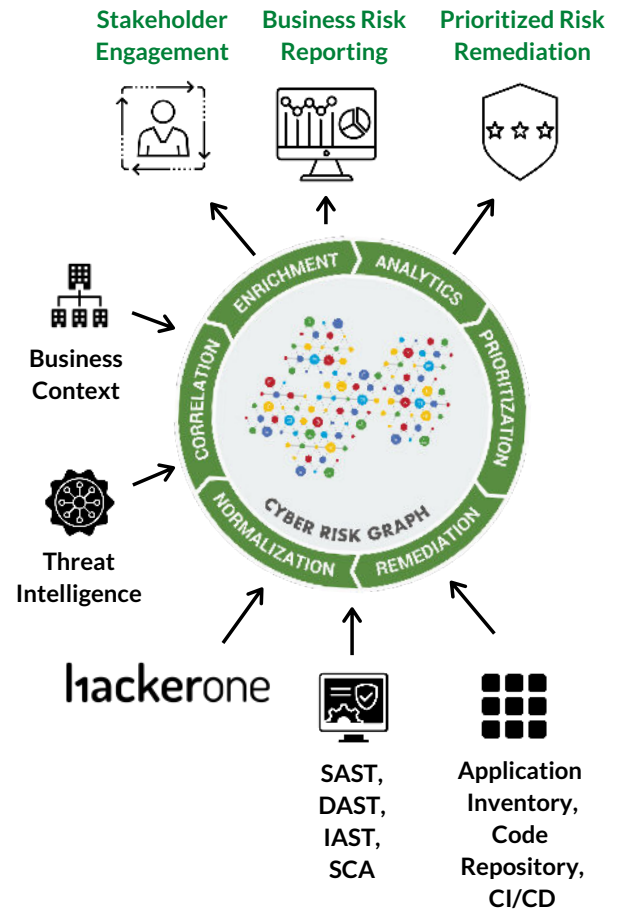 Stakeholder
Engagement
Business Risk
Reporting
Prioritized Risk
Remediation
ENRICHMENT
ANALYTICS
PRIORITIZATION
REMEDIATION
NORMALIZATION
CORRELATION
CYBER RISK GRAPH
Business
Context
Threat
Intelligence
hackerone
SAST,
DAST,
IAST,
SCA
Application
Inventory,
Code
Repository,
CI/CD